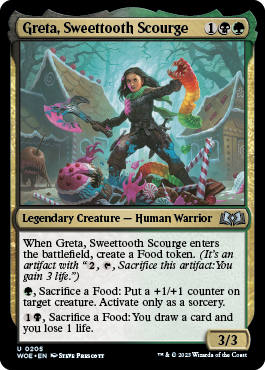 Greta, Sweettooth Scourge 1
Legendary Creature — Human Warrior
When Greta, Sweettooth Scourge enters
the battlefield, create a Food token. (It's an
artifact with "2, , Sacrifice this artifact: You
gain 3 life.")
, Sacrifice a Food: Put a +1/+1 counter on
target creature. Activate only as a sorcery.
1, Sacrifice a Food: You draw a card and
you lose 1 life.
3/3
U 0205
WOE • EN Steve Prescott ™ & © 2023 Wizards of the Coast